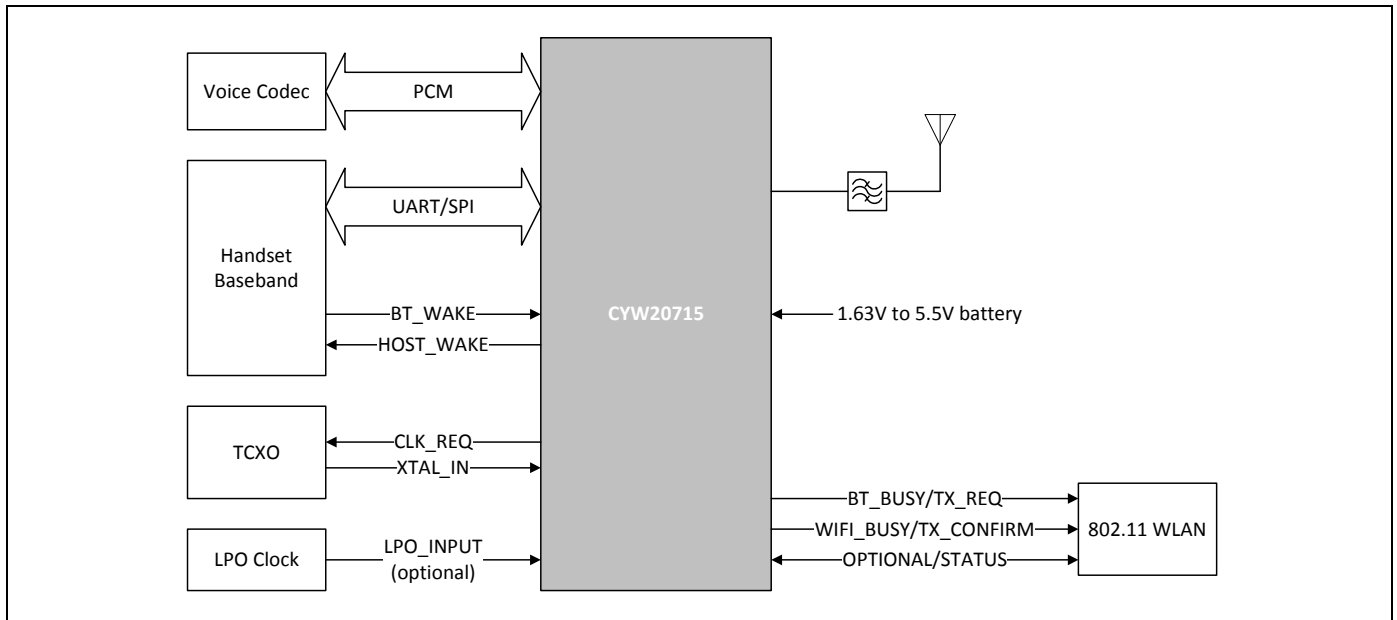 Voice Codec
PCM
Handset
Baseband
UART/SPI
BT_WAKE
HOST_WAKE
TCXO
CLK_REQ
XTAL_IN
LPO Clock
LPO_INPUT
(optional)
CYW20715
1.63V to 5.5V battery
BT_BUSY/TX_REQ
WIFI_BUSY/TX_CONFIRM
OPTIONAL/STATUS
802.11 WLAN